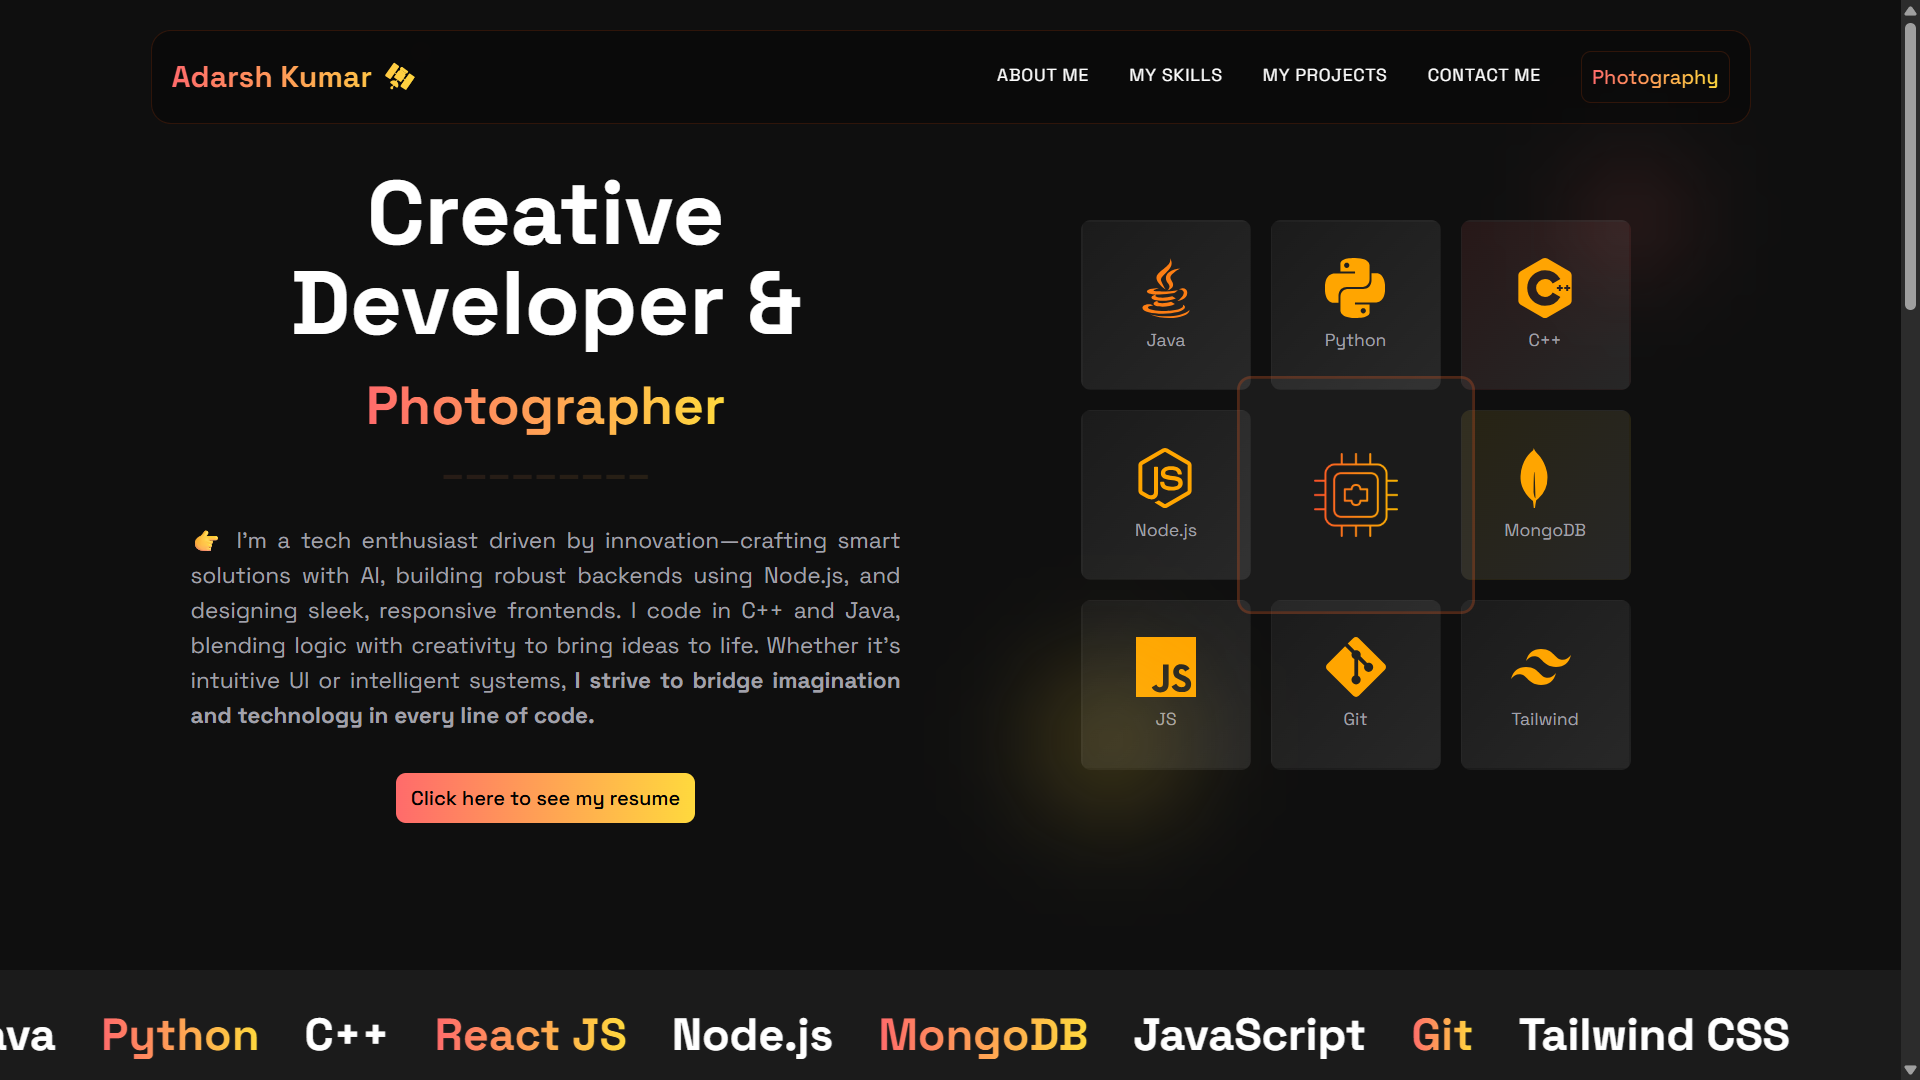 Adarsh Kumar
ABOUT ME
MY SKILLS
MY PROJECTS
CONTACT ME
Photography
Creative
Developer &
Photographer
👉 I'm a tech enthusiast driven by innovation—crafting smart
solutions with AI, building robust backends using Node.js, and
designing sleek, responsive frontends. I code in C++ and Java,
blending logic with creativity to bring ideas to life. Whether it's
intuitive UI or intelligent systems, I strive to bridge imagination
and technology in every line of code.
Click here to see my resume
Java
Python
C++
Node.js
MongoDB
JS
JS
JS
Git
Tailwind
ava Python C++ React JS Node.js MongoDB JavaScript Git Tailwind CSS